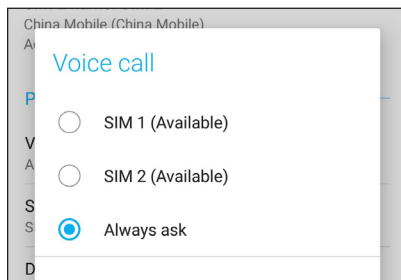 China Mobile (China Mobile)
Voice call
SIM 1 (Available)
SIM 2 (Available)
Always ask